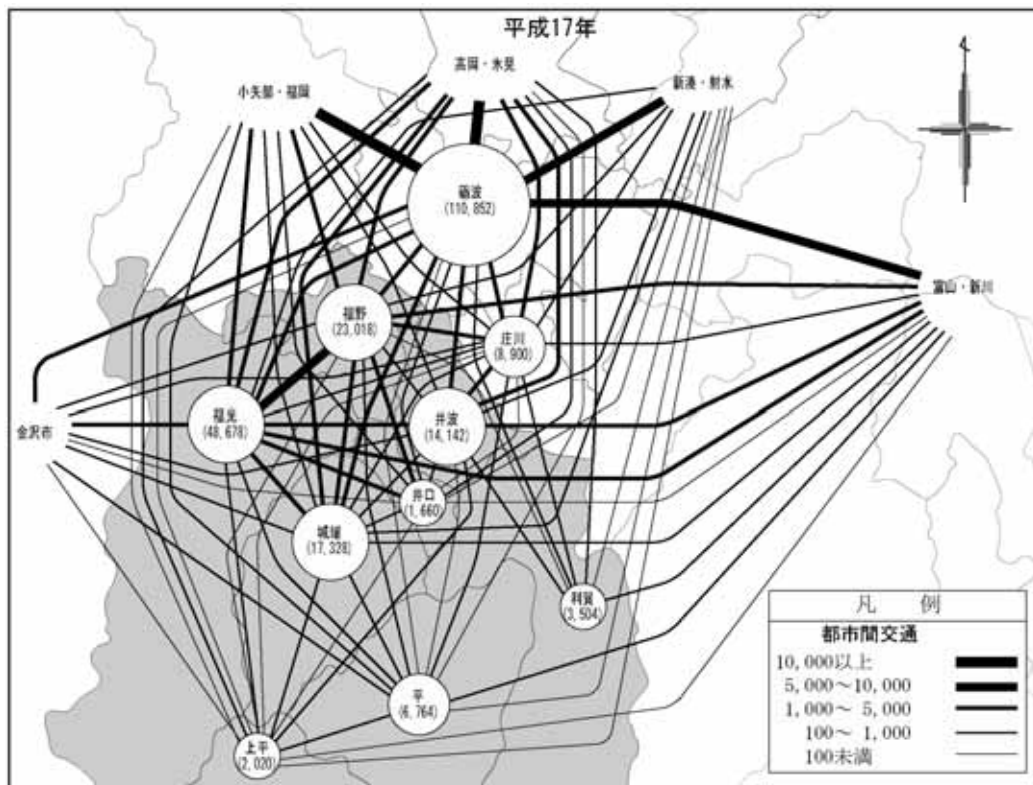 平成17年
高岡・氷見
小矢部・福岡
新湊・射水
砺波
(110,852)
富山・新川
福野
(23,018)
庄川
(8,900)
福光
(48,678)
井波
(14,142)
金沢市
井口
(1,660)
城端
(17,328)
利賀
(3,504)
平
(6,764)
上平
(2,020)
凡 例
都市間交通
10,000以上
5,000～10,000
1,000～ 5,000
100～ 1,000
100未満